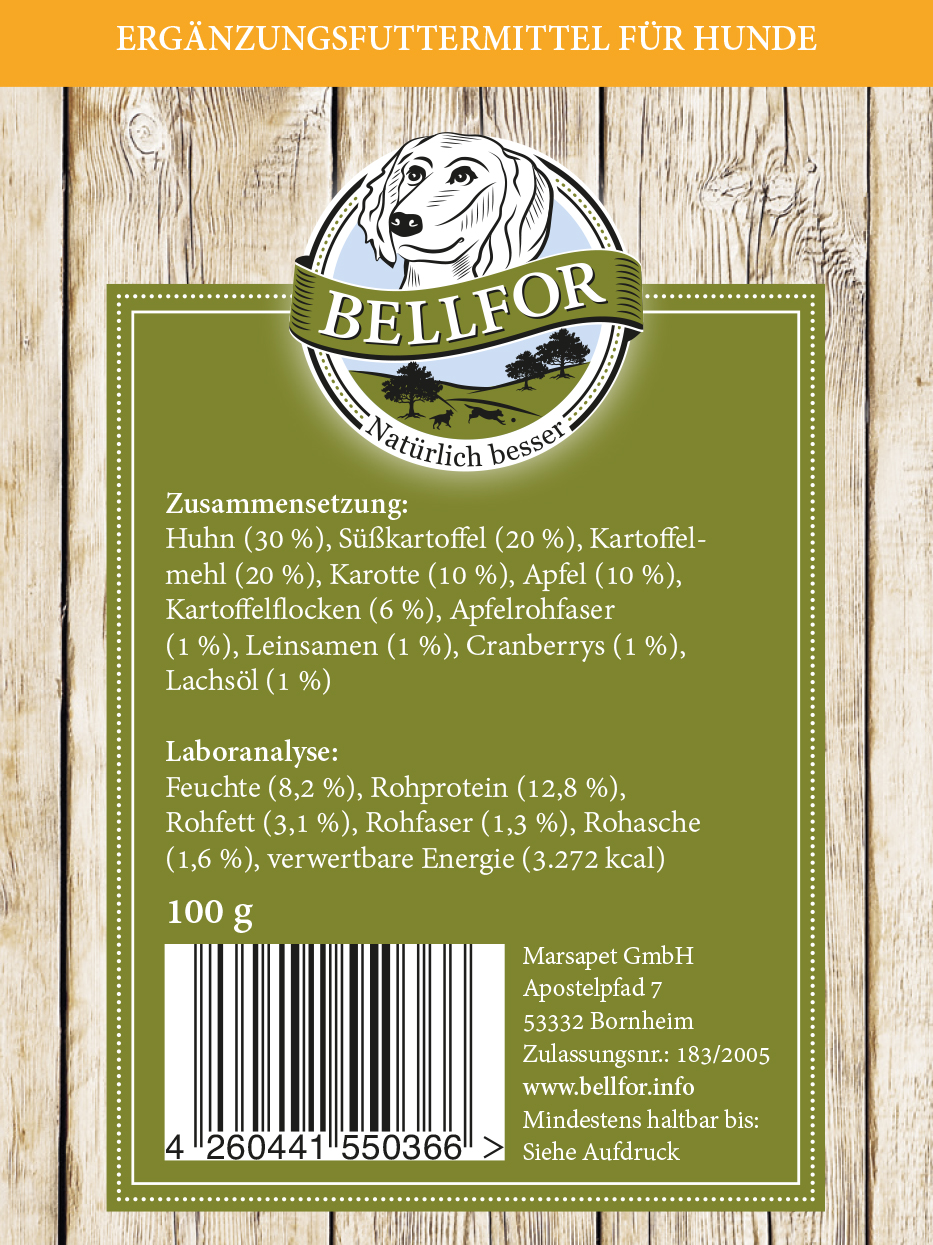 ERGÄNZUNGSFUTTERMITTEL FÜR HUNDE
BELLFOR
Natürlich besser
Zusammensetzung:
Huhn (30 %), Süßkartoffel (20 %), Kartoffel-
mehl (20 %), Karotte (10 %), Apfel (10 %),
Kartoffelflocken (6 %), Apfelrohfaser
(1 %), Leinsamen (1 %), Cranberrys (1 %),
Lachsöl (1 %)
Laboranalyse:
Feuchte (8,2 %), Rohprotein (12,8 %),
Rohfett (3,1 %), Rohfaser (1,3 %), Rohasche
(1,6 %), verwertbare Energie (3.272 kcal)
100 g
4 260441 550366 >
Marsapet GmbH
Apostelpfad 7
53332 Bornheim
Zulassungsnr.: 183/2005
www.bellfor.info
Mindestens haltbar bis:
Siehe Aufdruck